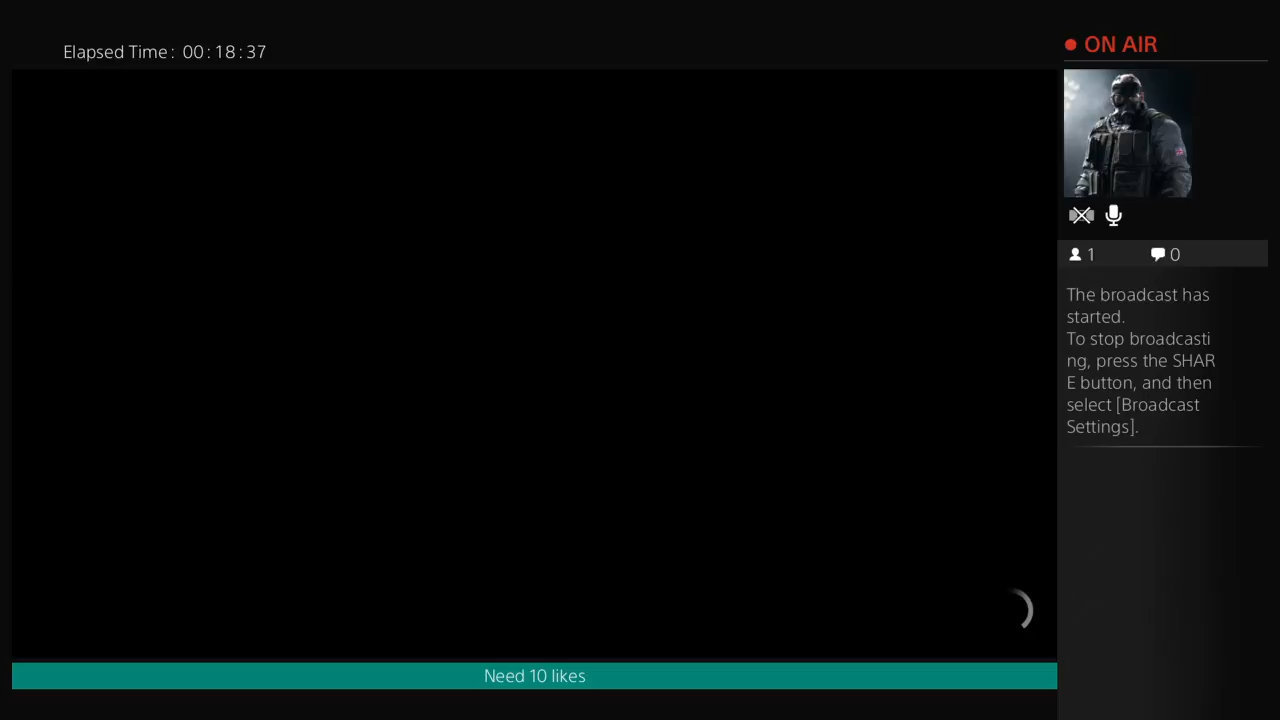 Elapsed Time: 00:18:37
ON AIR
1 0
The broadcast has
started.
To stop broadcasti
ng, press the SHAR
E button, and then
select [Broadcast
Settings].
Need 10 likes